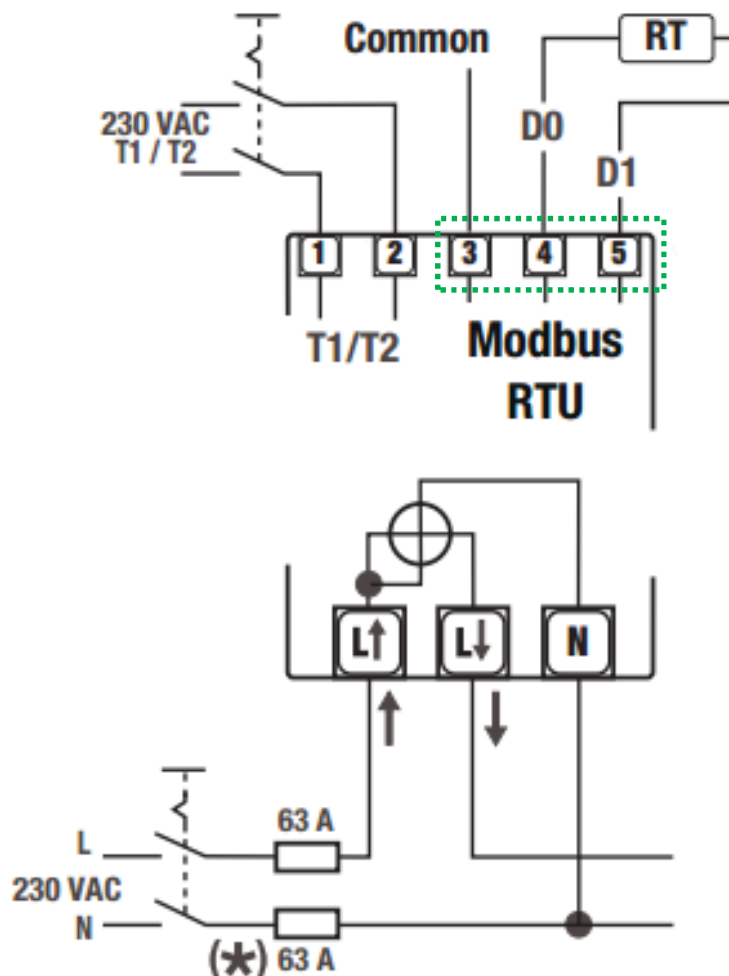 Common
RT
230 VAC
T1 / T2
D0
D1
1 2 3 4 5
T1/T2
Modbus
RTU
L L N
63 A
L
230 VAC
N
(*) 63 A